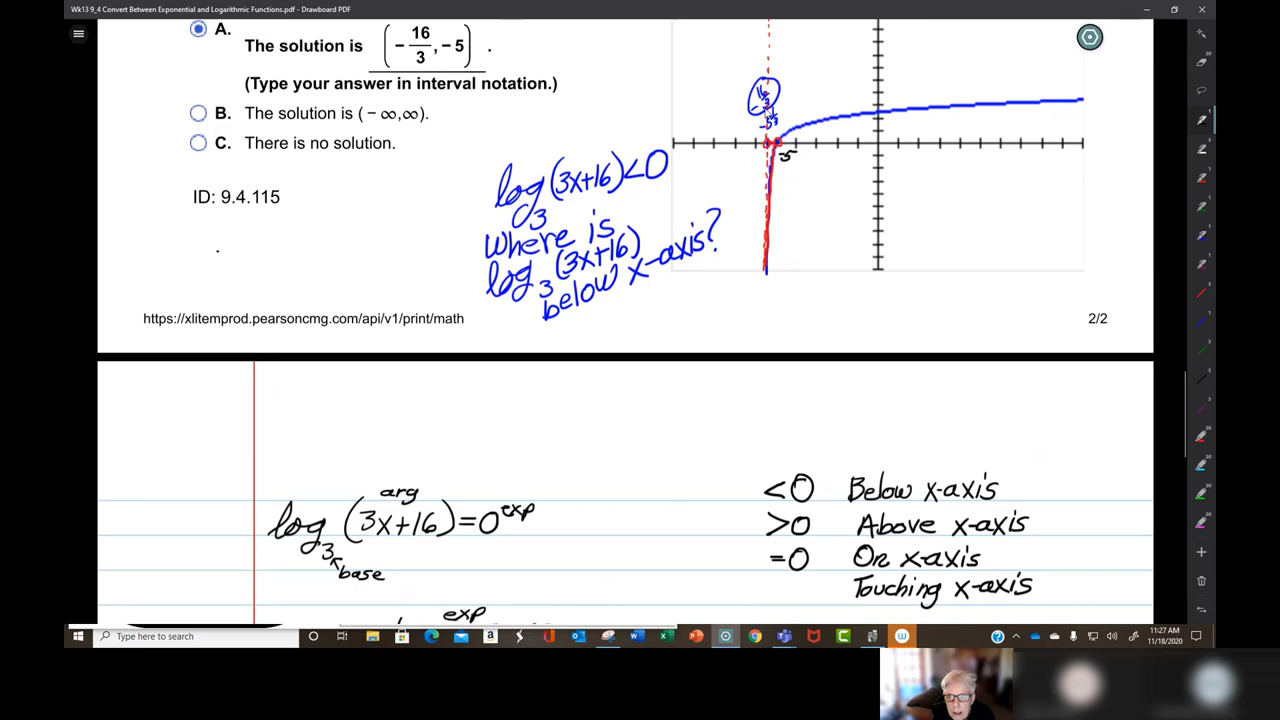 Wk13 9_4 Convert Between Exponential and Logarithmic Functions.pdf - Drawboard PDF
A.
The solution is (-16/3, -5).
(Type your answer in interval notation.)
B. The solution is (-∞,∞).
C. There is no solution.
ID: 9.4.115
log₃(3x+16)<0
where is
log₃(3x+16)
below x-axis?
-16/3
-5 1/3
-5
https://xlitemprod.pearsoncmg.com/api/v1/print/math
2/2
arg
log₃(3x+16)=0 exp
base
exp
<0 Below x-axis
>0 Above x-axis
=0 On x-axis
Touching x-axis
Type here to search
11:27 AM
11/18/2020